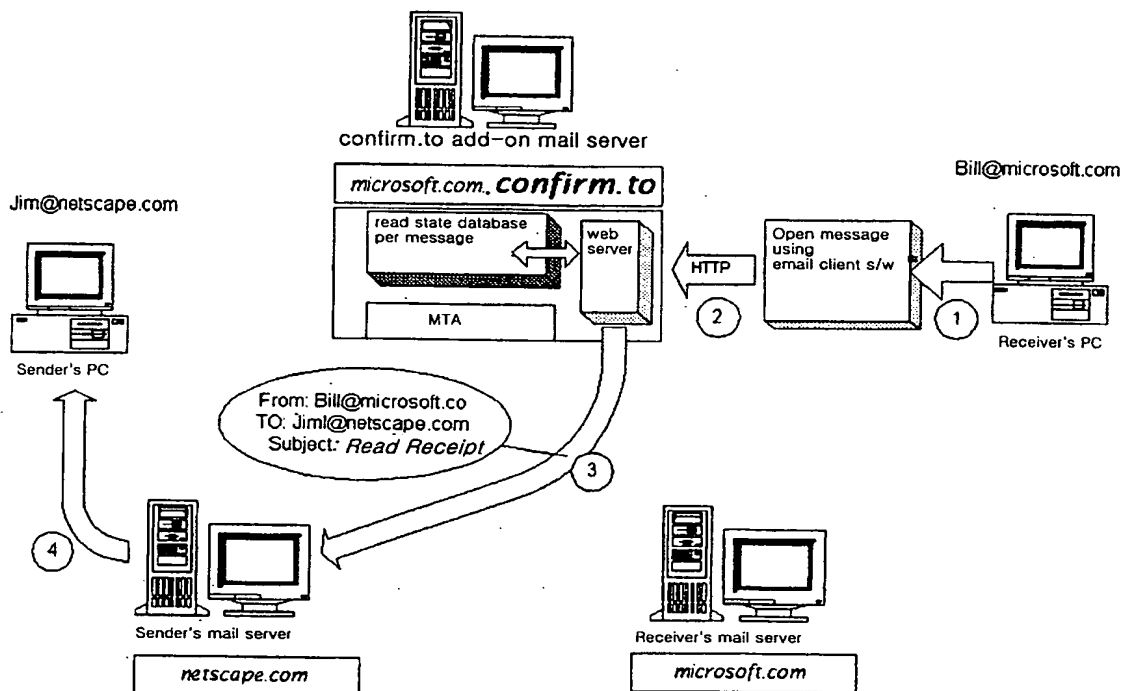 confirm.to add-on mail server
microsoft.com. confirm.to
Bill@microsoft.com
Jim@netscape.com
read state database
per message
web
server
Open message
using
email client s/w
HTTP
MTA
2
1
Receiver's PC
Sender's PC
From: Bill@microsoft.co
TO: Jiml@netscape.com
Subject: Read Receipt
3
4
Sender's mail server
Receiver's mail server
netscape.com
microsoft.com